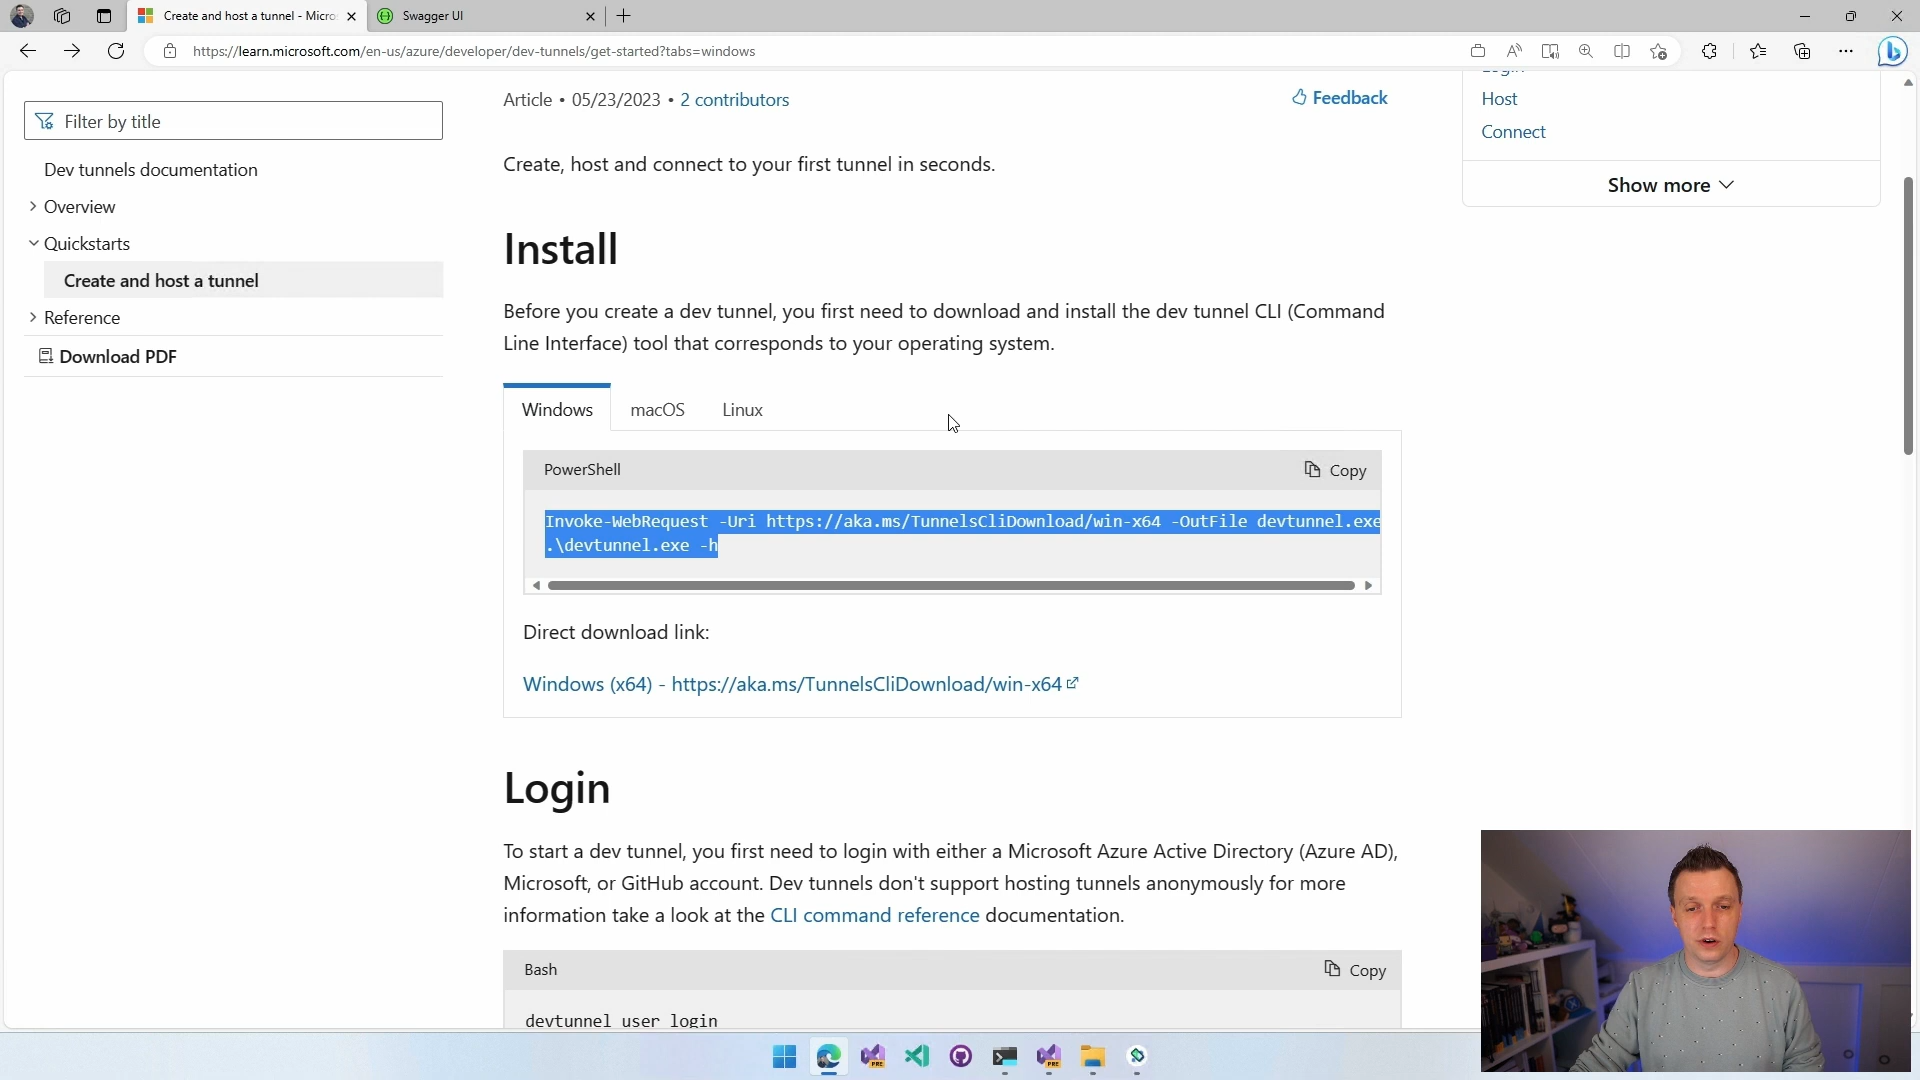 Create and host a tunnel - Micro
Swagger UI
https://learn.microsoft.com/en-us/azure/developer/dev-tunnels/get-started?tabs=windows
Filter by title
Dev tunnels documentation
Overview
Quickstarts
Create and host a tunnel
Reference
Download PDF
Article • 05/23/2023 • 2 contributors
Feedback
Create, host and connect to your first tunnel in seconds.
Install
Before you create a dev tunnel, you first need to download and install the dev tunnel CLI (Command
Line Interface) tool that corresponds to your operating system.
Windows macOS Linux
PowerShell
Copy
Invoke-WebRequest -Uri https://aka.ms/TunnelsCliDownload/win-x64 -OutFile devtunnel.exe
.\devtunnel.exe -h
Direct download link:
Windows (x64) - https://aka.ms/TunnelsCliDownload/win-x64
Login
To start a dev tunnel, you first need to login with either a Microsoft Azure Active Directory (Azure AD),
Microsoft, or GitHub account. Dev tunnels don't support hosting tunnels anonymously for more
information take a look at the CLI command reference documentation.
Bash
Copy
devtunnel user login
Login
Host
Connect
Show more
PRE
PRE